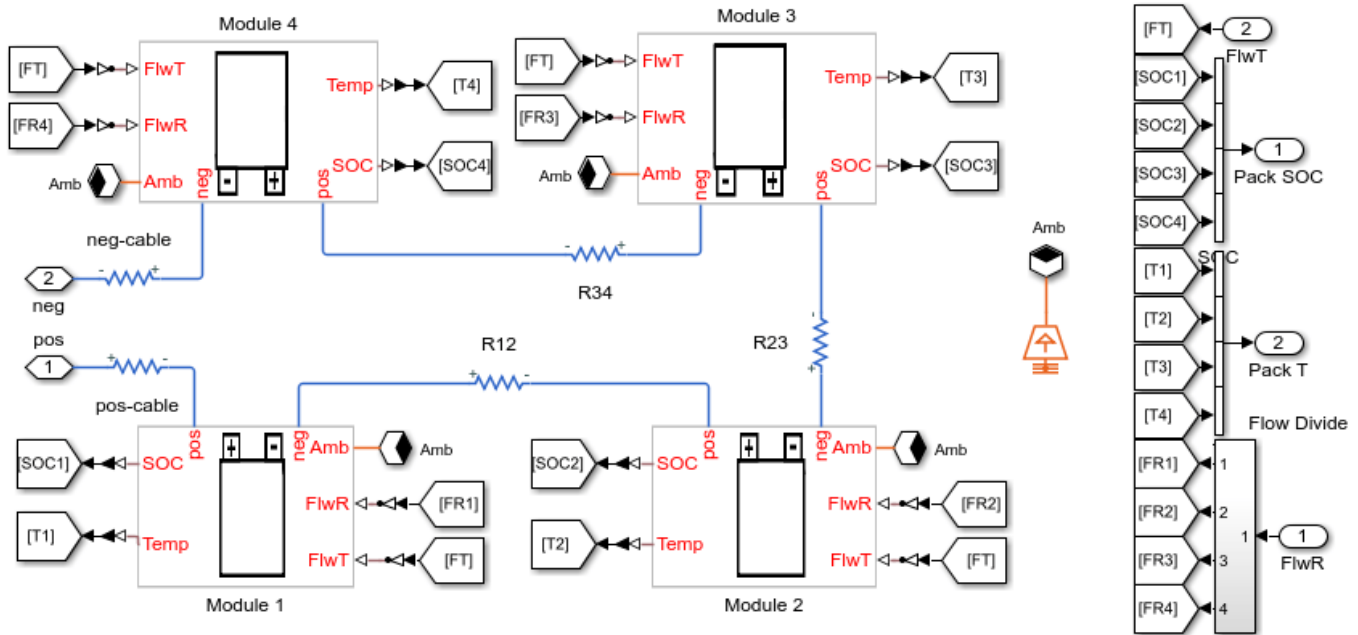 Module 4
[FT]
FlwT
[FR4]
FlwR
Amb
Amb
Temp
[T4]
SOC
[SOC4]
neg
pos
-
+
Module 3
[FT]
FlwT
[FR3]
FlwR
Amb
Amb
Temp
[T3]
SOC
[SOC3]
neg
pos
-
+
neg-cable
-
+
2
neg
-
+
R34
pos
1
+
-
pos-cable
R12
+
-
R23
-
+
Amb
pos
neg
+
-
Amb
Amb
[SOC1]
SOC
FlwR
[FR1]
[T1]
Temp
FlwT
[FT]
Module 1
pos
neg
+
-
Amb
Amb
[SOC2]
SOC
FlwR
[FR2]
[T2]
Temp
FlwT
[FT]
Module 2
[FT]
2
FlwT
[SOC1]
[SOC2]
[SOC3]
[SOC4]
1
Pack SOC
SOC
[T1]
[T2]
[T3]
[T4]
2
Pack T
Flow Divide
[FR1]
1
[FR2]
2
[FR3]
3
[FR4]
4
1
1
FlwR